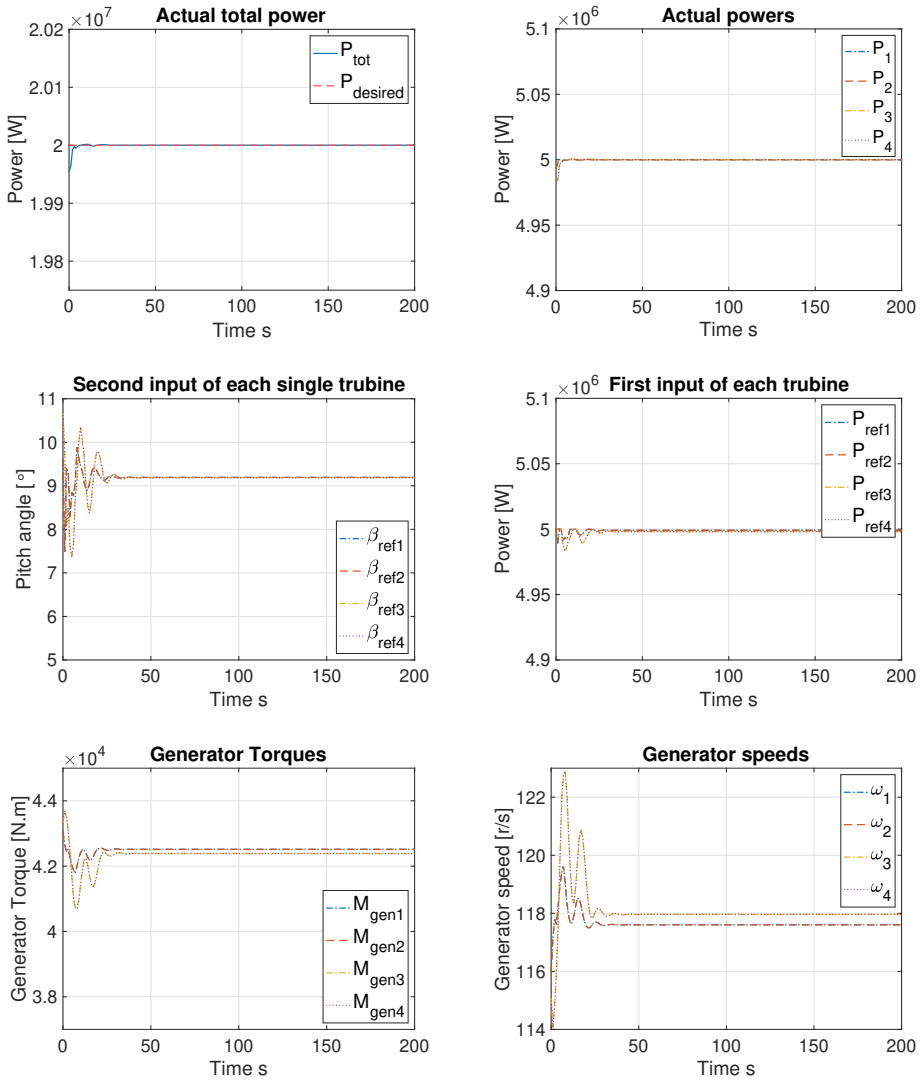 Actual total power
×10^7
2.02
2.01
2
1.99
1.98
Power [W]
P_tot
P_desired
0 50 100 150 200
Time s
Actual powers
×10^6
5.1
5.05
5
4.95
4.9
Power [W]
P_1
P_2
P_3
P_4
0 50 100 150 200
Time s
Second input of each single trubine
11
10
9
8
7
6
5
Pitch angle [ °]
β_ref1
β_ref2
β_ref3
β_ref4
0 50 100 150 200
Time s
First input of each trubine
×10^6
5.1
5.05
5
4.95
4.9
Power [W]
P_ref1
P_ref2
P_ref3
P_ref4
0 50 100 150 200
Time s
Generator Torques
×10^4
4.4
4.2
4
3.8
Generator Torque [N.m]
M_gen1
M_gen2
M_gen3
M_gen4
0 50 100 150 200
Time s
Generator speeds
122
120
118
116
114
Generator speed [r/s]
ω_1
ω_2
ω_3
ω_4
0 50 100 150 200
Time s